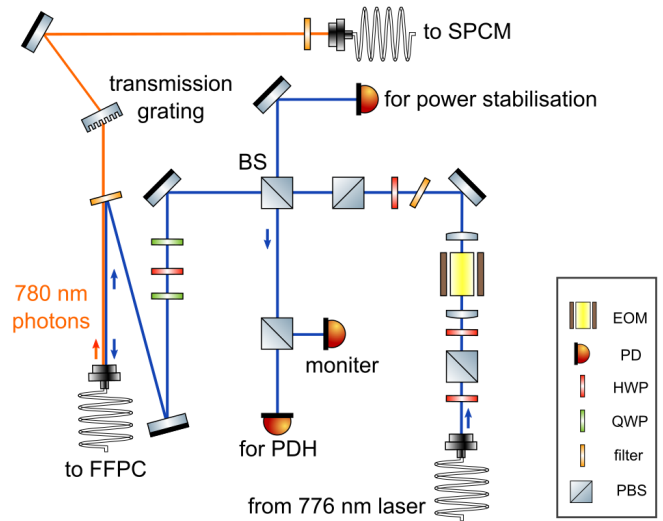 to SPCM
transmission
grating
for power stabilisation
BS
780 nm
photons
moniter
for PDH
to FFPC
from 776 nm laser
EOM
PD
HWP
QWP
filter
PBS